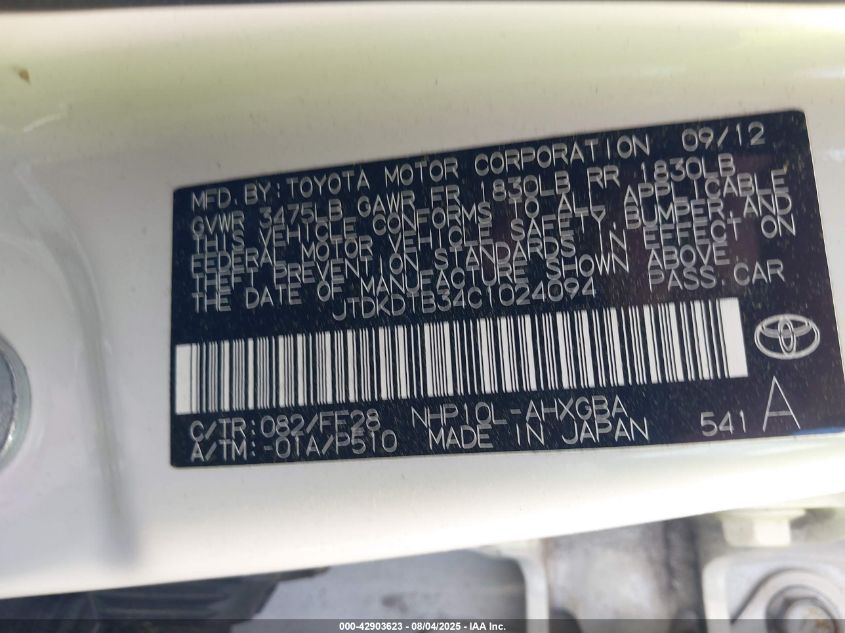 MFD. BY: TOYOTA MOTOR CORPORATION 09/12
GVWR 3475LB GAWR FR 1830LB RR 1830LB
THIS VEHICLE CONFORMS TO ALL APPLICABLE
FEDERAL MOTOR VEHICLE SAFETY, BUMPER, AND
THEFT PREVENTION STANDARDS IN EFFECT ON
THE DATE OF MANUFACTURE SHOWN ABOVE.
JTDKDTB34C1024094 PASS. CAR
C/TR: 082/FF28 NHP10L-AHXGBA
A/TM: -01A/P510 MADE IN JAPAN 541 A
000-42903623 - 08/04/2025 - IAA Inc.